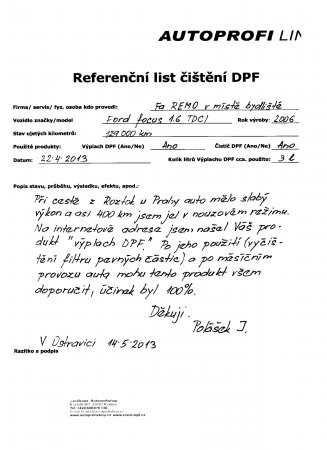 AUTOPROFI LIN
Referenční list čištění DPF
Firma/ servis/ fyz. osoba kdo provedl: Fa REMO v místě bydliště
Vozidlo značky/model: Ford focus 1.6 TDCI Rok výroby: 2006
Stav ujetých kilometrů: 129.000 km
Použité produkty: Výplach DPF (Ano/Ne) Ano Čistič DPF (Ano/Ne) Ano
Datum: 22.4.2013 Kolik litrů Výplachu DPF cca. použito: 3 l
Popis stavu, průběhu, výsledku, efektu, apod.:
Při cestě z Roztok u Prahy auto mělo slabý
výkon a asi 400 km jsem jel v nouzovém režimu.
Na internetové adrese jsem našel Váš pro-
dukt "výplach DPF." Po jeho použití (vyčiš-
tění filtru pevných částic) a po měsíčním
provozu auta mohu tento produkt všem
doporučit, účinek byl 100%.
Děkuji.
Polášek J.
V Ostravici 14.5.2013
Razítko a podpis